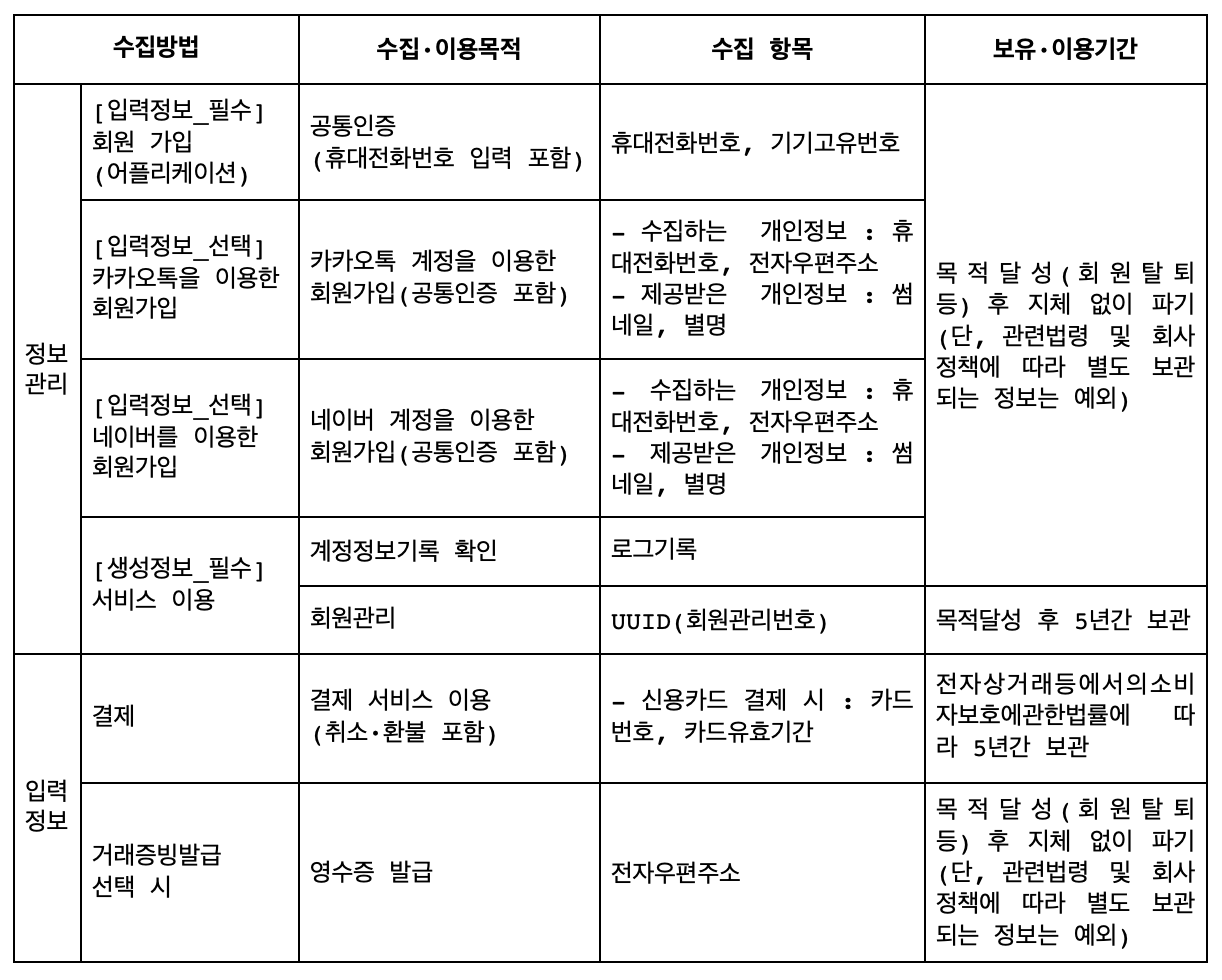 수집방법
수집·이용목적
수집 항목
보유·이용기간
정보
관리
[입력정보_필수]
회원 가입
(어플리케이션)
공통인증
(휴대전화번호 입력 포함)
휴대전화번호, 기기고유번호
목적달성(회원탈퇴
등) 후 지체 없이 파기
(단, 관련법령 및 회사
정책에 따라 별도 보관
되는 정보는 예외)
[입력정보_선택]
카카오톡을 이용한
회원가입
카카오톡 계정을 이용한
회원가입(공통인증 포함)
- 수집하는 개인정보 : 휴
대전화번호, 전자우편주소
- 제공받은 개인정보 : 썸
네일, 별명
[입력정보_선택]
네이버를 이용한
회원가입
네이버 계정을 이용한
회원가입(공통인증 포함)
- 수집하는 개인정보 : 휴
대전화번호, 전자우편주소
- 제공받은 개인정보 : 썸
네일, 별명
[생성정보_필수]
서비스 이용
계정정보기록 확인
로그기록
회원관리
UUID(회원관리번호)
목적달성 후 5년간 보관
입력
정보
결제
결제 서비스 이용
(취소·환불 포함)
- 신용카드 결제 시 : 카드
번호, 카드유효기간
전자상거래등에서의소비
자보호에관한법률에 따
라 5년간 보관
거래증빙발급
선택 시
영수증 발급
전자우편주소
목적달성(회원탈퇴
등) 후 지체 없이 파기
(단, 관련법령 및 회사
정책에 따라 별도 보관
되는 정보는 예외)